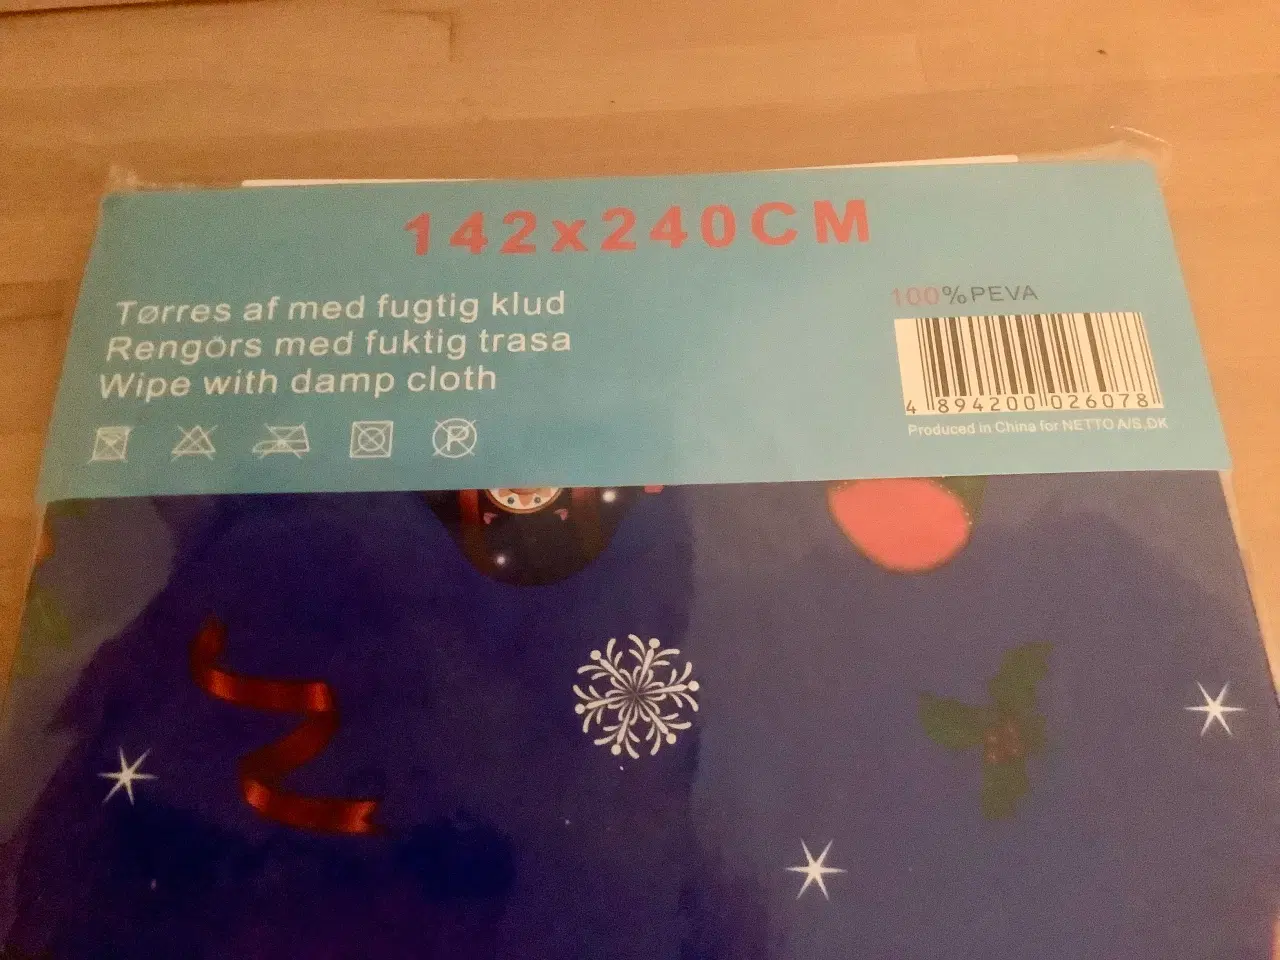 142x240CM
Tørres af med fugtig klud
Rengörs med fuktig trasa
Wipe with damp cloth
100%PEVA
4 894200 026078
Produced in China for NETTO A/S,DK
P